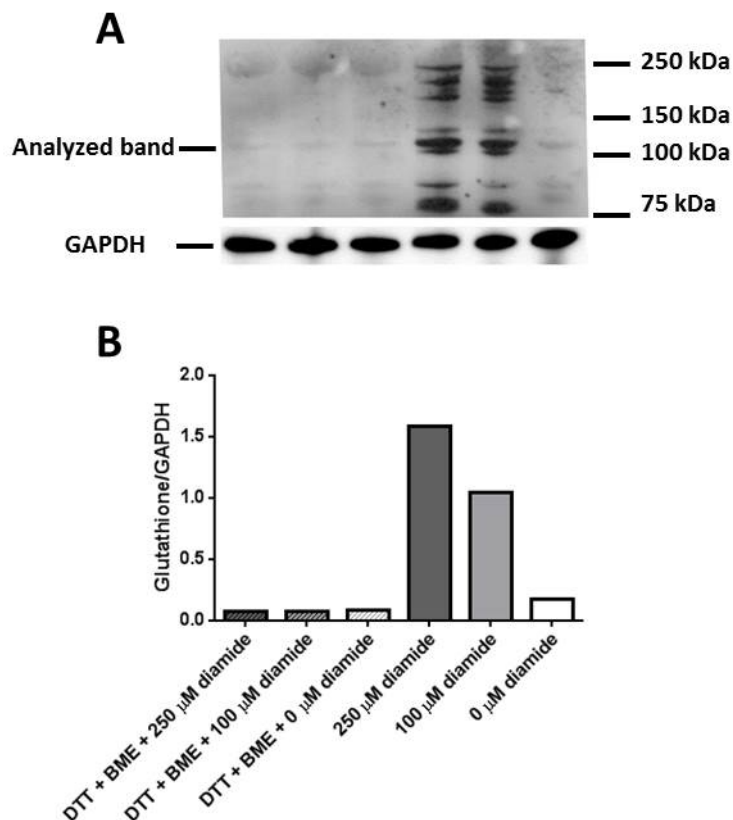 A
250 kDa
150 kDa
Analyzed band
100 kDa
75 kDa
GAPDH
B
Glutathione/GAPDH
2.0
1.5
1.0
0.5
0.0
DTT + BME + 250 µM diamide
DTT + BME + 100 µM diamide
DTT + BME + 0 µM diamide
250 µM diamide
100 µM diamide
0 µM diamide